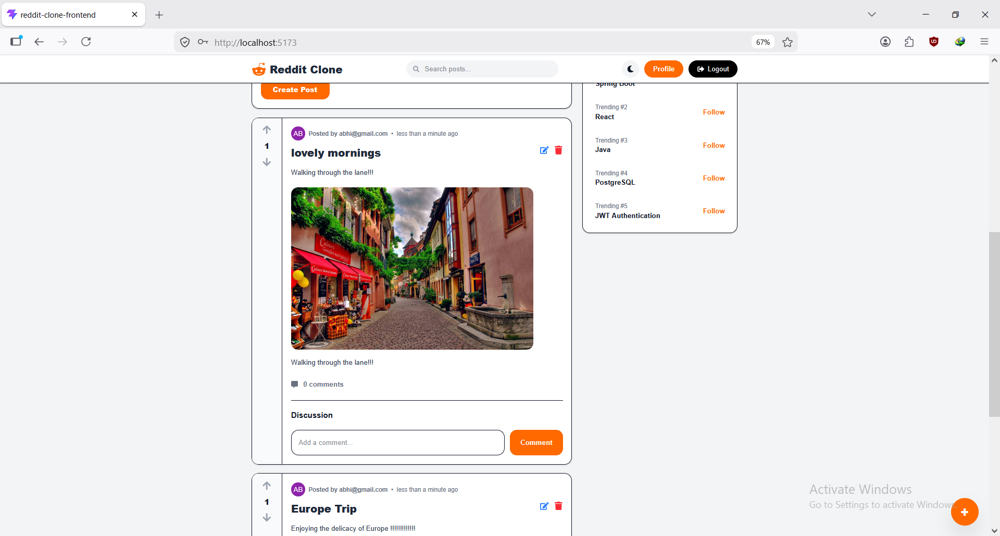 reddit-clone-frontend
http://localhost:5173
67%
Reddit Clone
Search posts...
Profile
Logout
Create Post
Spring Boot
Trending #2
React
Follow
Trending #3
Java
Follow
Trending #4
PostgreSQL
Follow
Trending #5
JWT Authentication
Follow
1
AB Posted by abhi@gmail.com • less than a minute ago
lovely mornings
Walking through the lane!!!
Culinara
Genießen macht glücklich
Walking through the lane!!!
0 comments
Discussion
Add a comment...
Comment
1
AB Posted by abhi@gmail.com • less than a minute ago
Europe Trip
Enjoying the delicacy of Europe !!!!!!!!!!!!!
Activate Windows
Go to Settings to activate Windows.